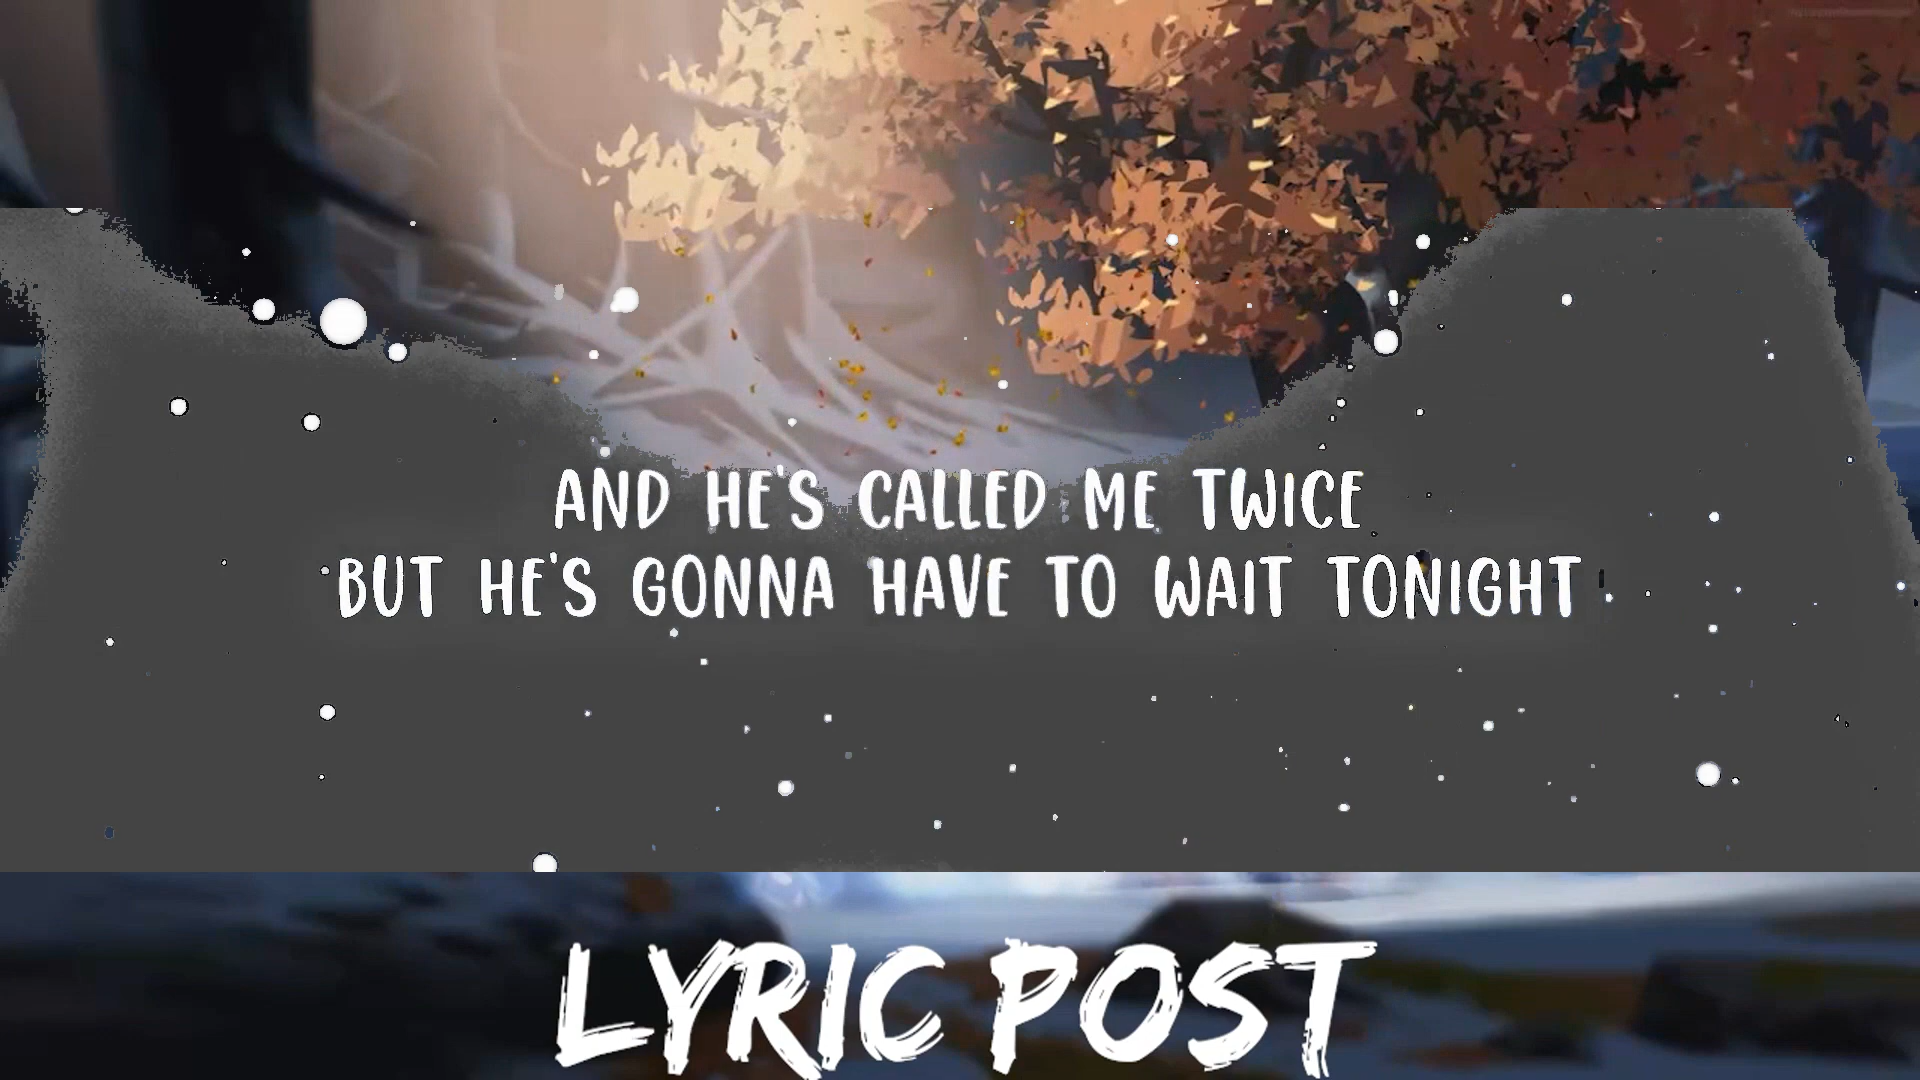 AND HE'S CALLED ME TWICE
BUT HE'S GONNA HAVE TO WAIT TONIGHT
LYRIC POST